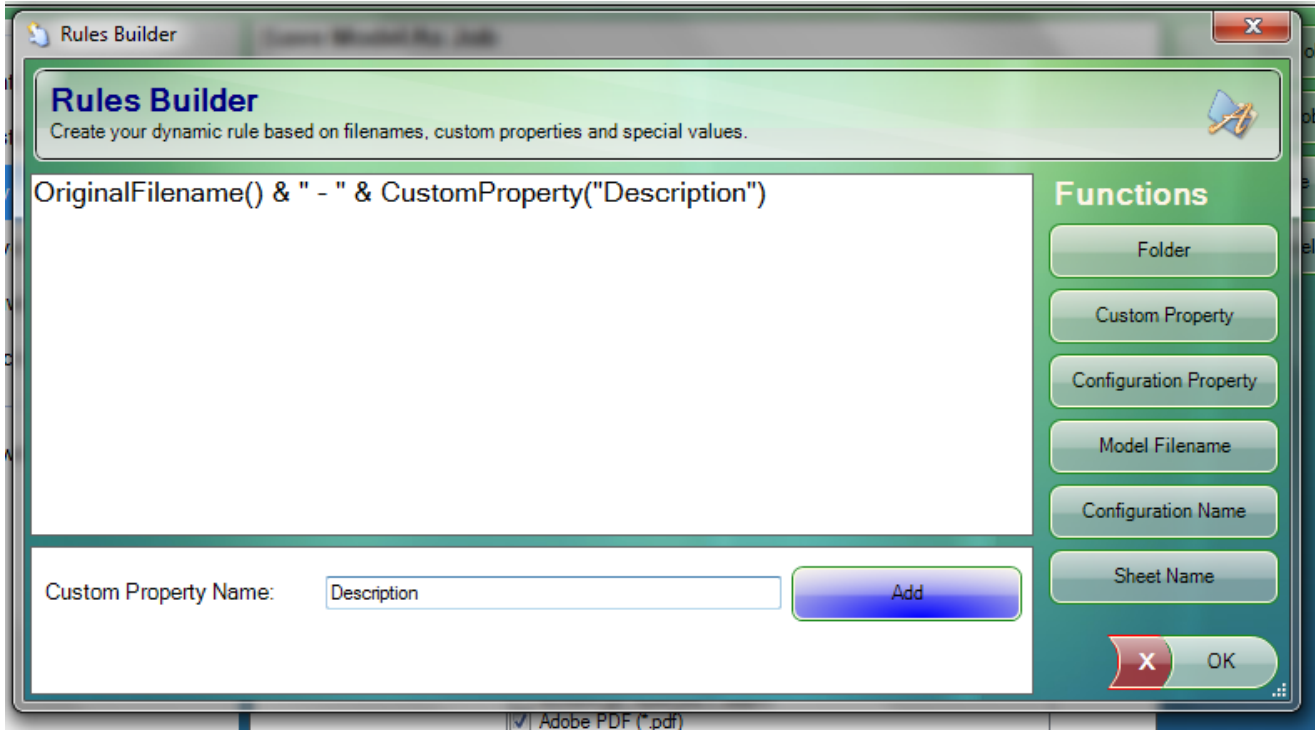 Rules Builder
Rules Builder
Create your dynamic rule based on filenames, custom properties and special values.
OriginalFilename() & " - " & CustomProperty("Description")
Functions
Folder
Custom Property
Configuration Property
Model Filename
Configuration Name
Sheet Name
Custom Property Name:
Description
Add
X
OK
Adobe PDF (*.pdf)